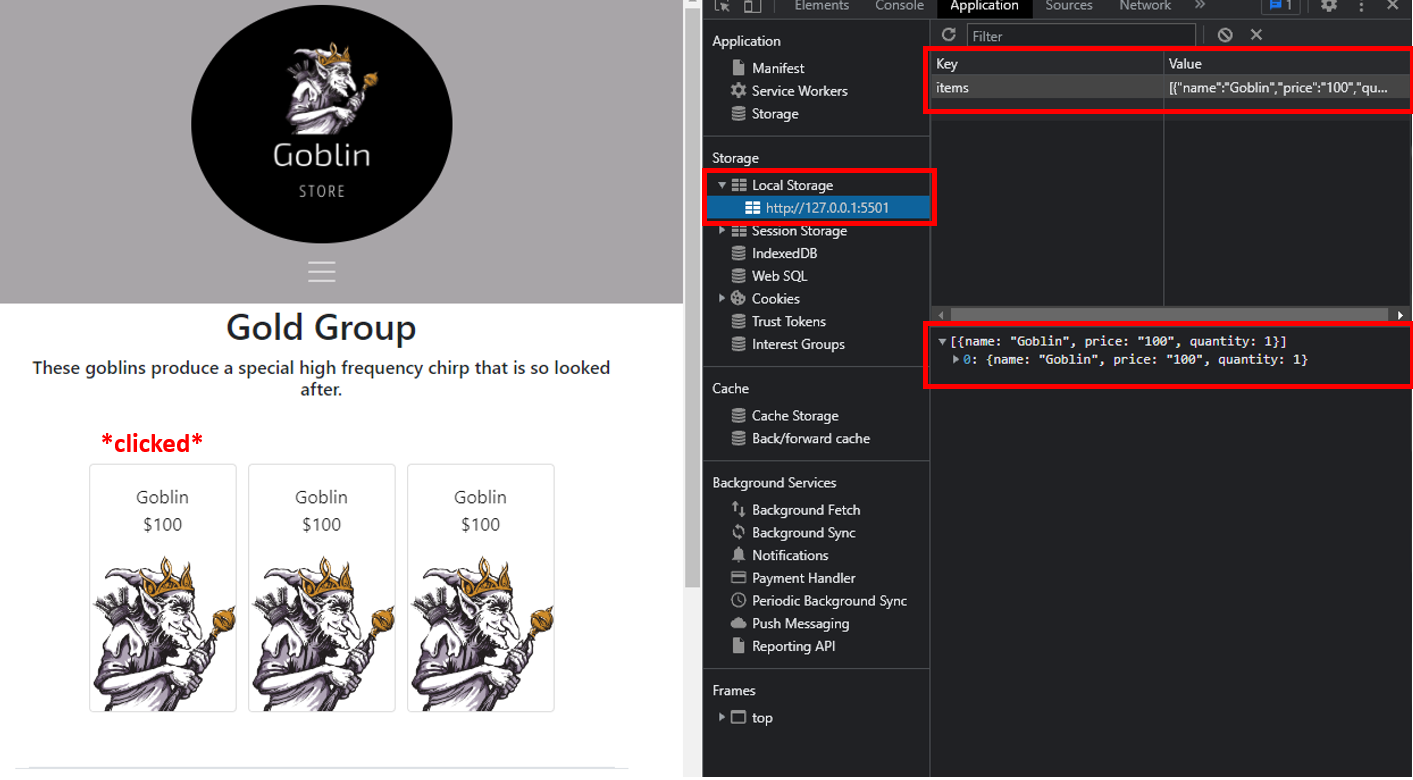 Goblin
STORE
Gold Group
These goblins produce a special high frequency chirp that is so looked
after.
*clicked*
Goblin
$100
Goblin
$100
Goblin
$100
Elements Console Application Sources Network » 1
Application
Manifest
Service Workers
Storage
Storage
Local Storage
http://127.0.0.1:5501
Session Storage
IndexedDB
Web SQL
Cookies
Trust Tokens
Interest Groups
Cache
Cache Storage
Back/forward cache
Background Services
Background Fetch
Background Sync
Notifications
Payment Handler
Periodic Background Sync
Push Messaging
Reporting API
Frames
top
Filter
Key Value
items [{"name":"Goblin","price":"100","qu...
[{name: "Goblin", price: "100", quantity: 1}]
0: {name: "Goblin", price: "100", quantity: 1}